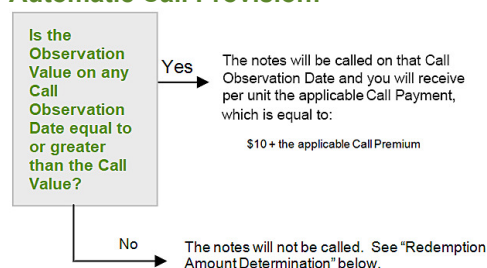 Automatic Call Provision:
Is the
Observation
Value on any
Call
Observation
Date equal to
or greater
than the Call
Value?
Yes
The notes will be called on that Call
Observation Date and you will receive
per unit the applicable Call Payment,
which is equal to:
$10 + the applicable Call Premium
No
The notes will not be called. See “Redemption
Amount Determination” below.